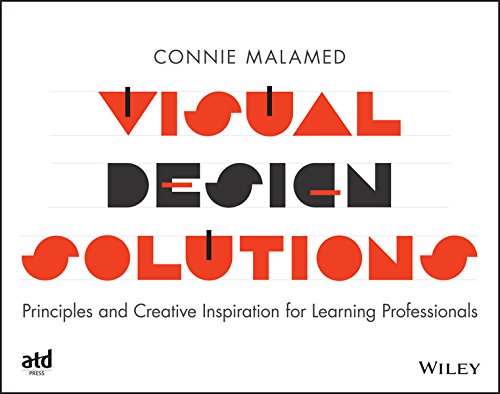 CONNIE MALAMED
VISUAL
DESIGN
SOLUTIONS
Principles and Creative Inspiration for Learning Professionals
atd
PRESS
WILEY